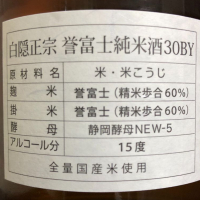 白隠正宗 誉富士純米酒30BY
原材料名 米・米こうじ
麹米 誉富士(精米歩合60%)
掛米 誉富士(精米歩合60%)
酵母 静岡酵母NEW-5
アルコール分 15度
全量国産米使用